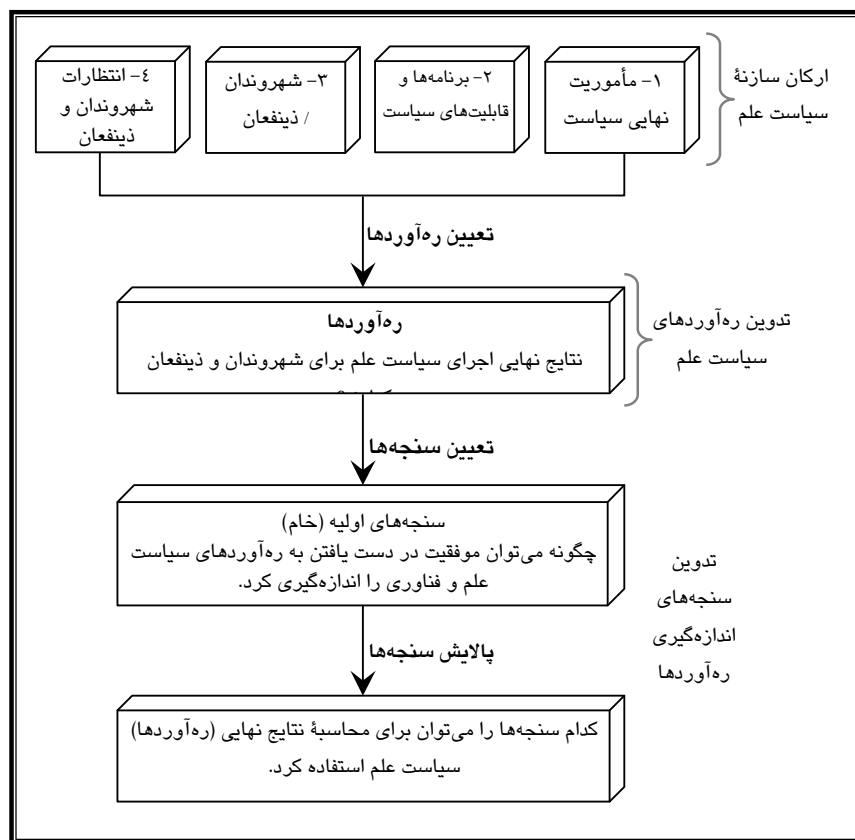 ارکان سازنهٔ
سیاست علم
١- مأموریت
نهایی سیاست
٢- برنامه‌ها و
قابلیت‌های سیاست
٣- شهروندان
/ ذینفعان
٤- انتظارات
شهروندان و
ذینفعان
تعیین ره‌آوردها
ره‌آوردها
نتایج نهایی اجرای سیاست علم برای شهروندان و ذینفعان
تدوین ره‌آوردهای
سیاست علم
تعیین سنجه‌ها
سنجه‌های اولیه (خام)
چگونه می‌توان موفقیت در دست یافتن به ره‌آوردهای سیاست
علم و فناوری را اندازه‌گیری کرد.
تدوین
سنجه‌های
اندازه‌گیری
ره‌آوردها
پالایش سنجه‌ها
کدام سنجه‌ها را می‌توان برای محاسبهٔ نتایج نهایی (ره‌آوردها)
سیاست علم استفاده کرد.